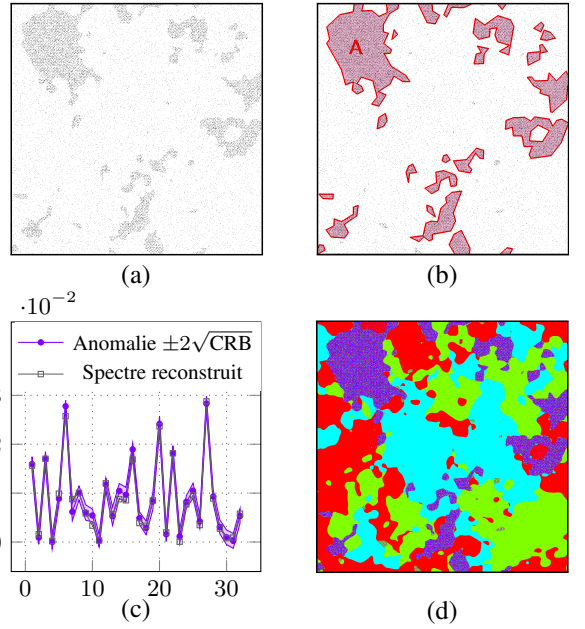 A
(a)
(b)
·10−2
Anomalie ±2√CRB
Spectre reconstruit
0 10 20 30
(c)
(d)